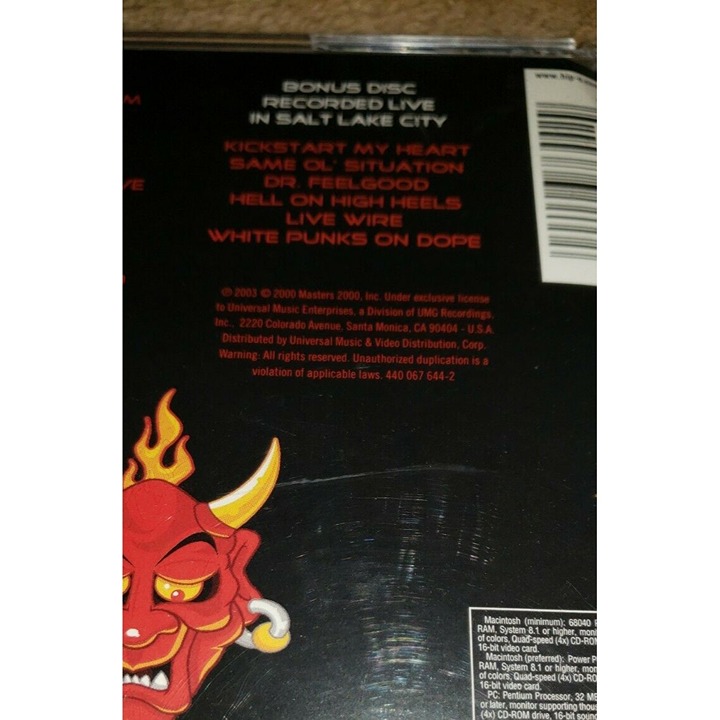 BONUS DISC
RECORDED LIVE
IN SALT LAKE CITY
KICKSTART MY HEART
SAME OL' SITUATION
DR. FEELGOOD
HELL ON HIGH HEELS
LIVE WIRE
WHITE PUNKS ON DOPE
℗ 2003 © 2000 Masters 2000, Inc. Under exclusive license
to Universal Music Enterprises, a Division of UMG Recordings,
Inc., 2220 Colorado Avenue, Santa Monica, CA 90404 - U.S.A.
Distributed by Universal Music & Video Distribution, Corp.
Warning: All rights reserved. Unauthorized duplication is a
violation of applicable laws. 440 067 644-2
Macintosh (minimum): 68040
RAM, System 8.1 or higher, moni
of colors, Quad-speed (4x) CD-ROM
16-bit video card.
Macintosh (preferred): Power P
RAM, System 8.1 or higher, mon
of colors, Quad-speed (4x) CD-RO
16-bit video card.
PC: Pentium Processor, 32 MB
or later, monitor supporting thous
(4x) CD-ROM drive, 16-bit soun